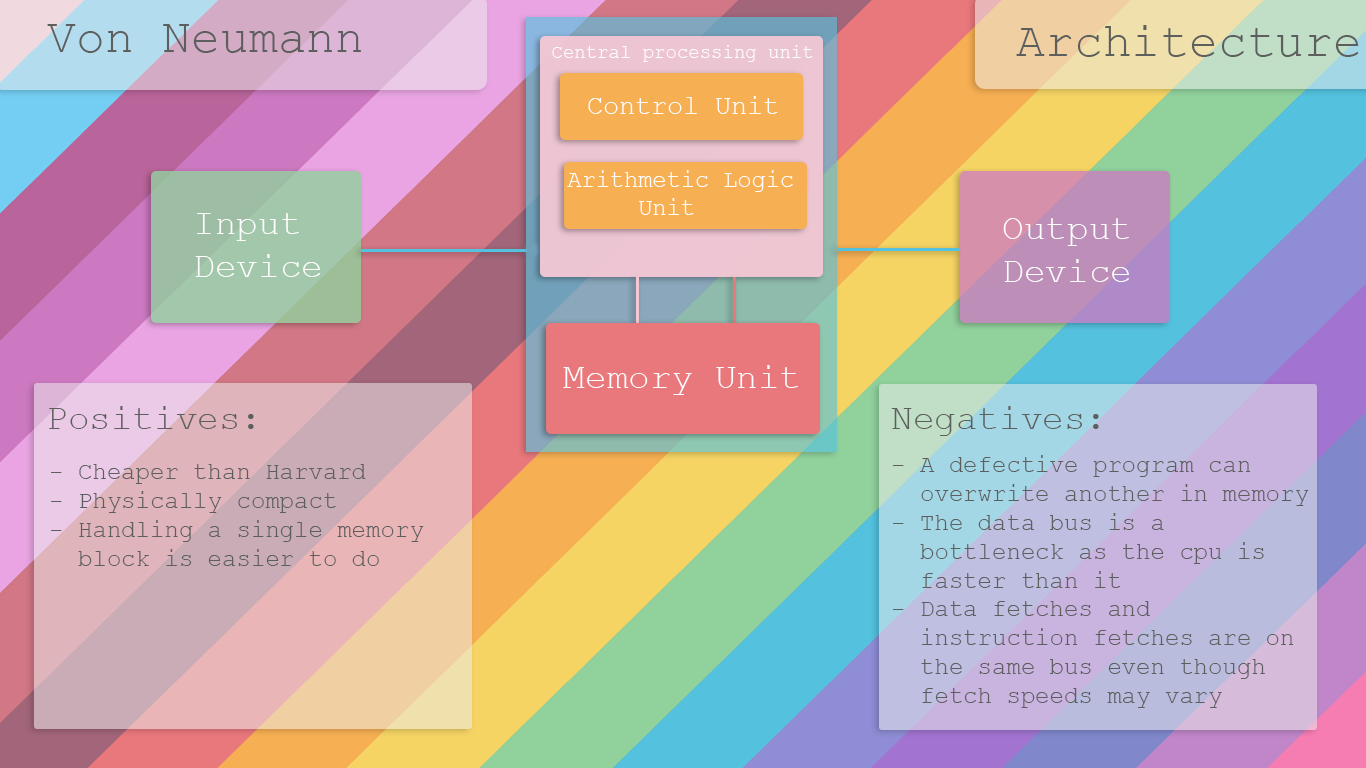 Von Neumann
Architecture
Central processing unit
Control Unit
Arithmetic Logic
Unit
Input
Device
Output
Device
Memory Unit
Positives:
- Cheaper than Harvard
- Physically compact
- Handling a single memory
block is easier to do
Negatives:
- A defective program can
overwrite another in memory
- The data bus is a
bottleneck as the cpu is
faster than it
- Data fetches and
instruction fetches are on
the same bus even though
fetch speeds may vary